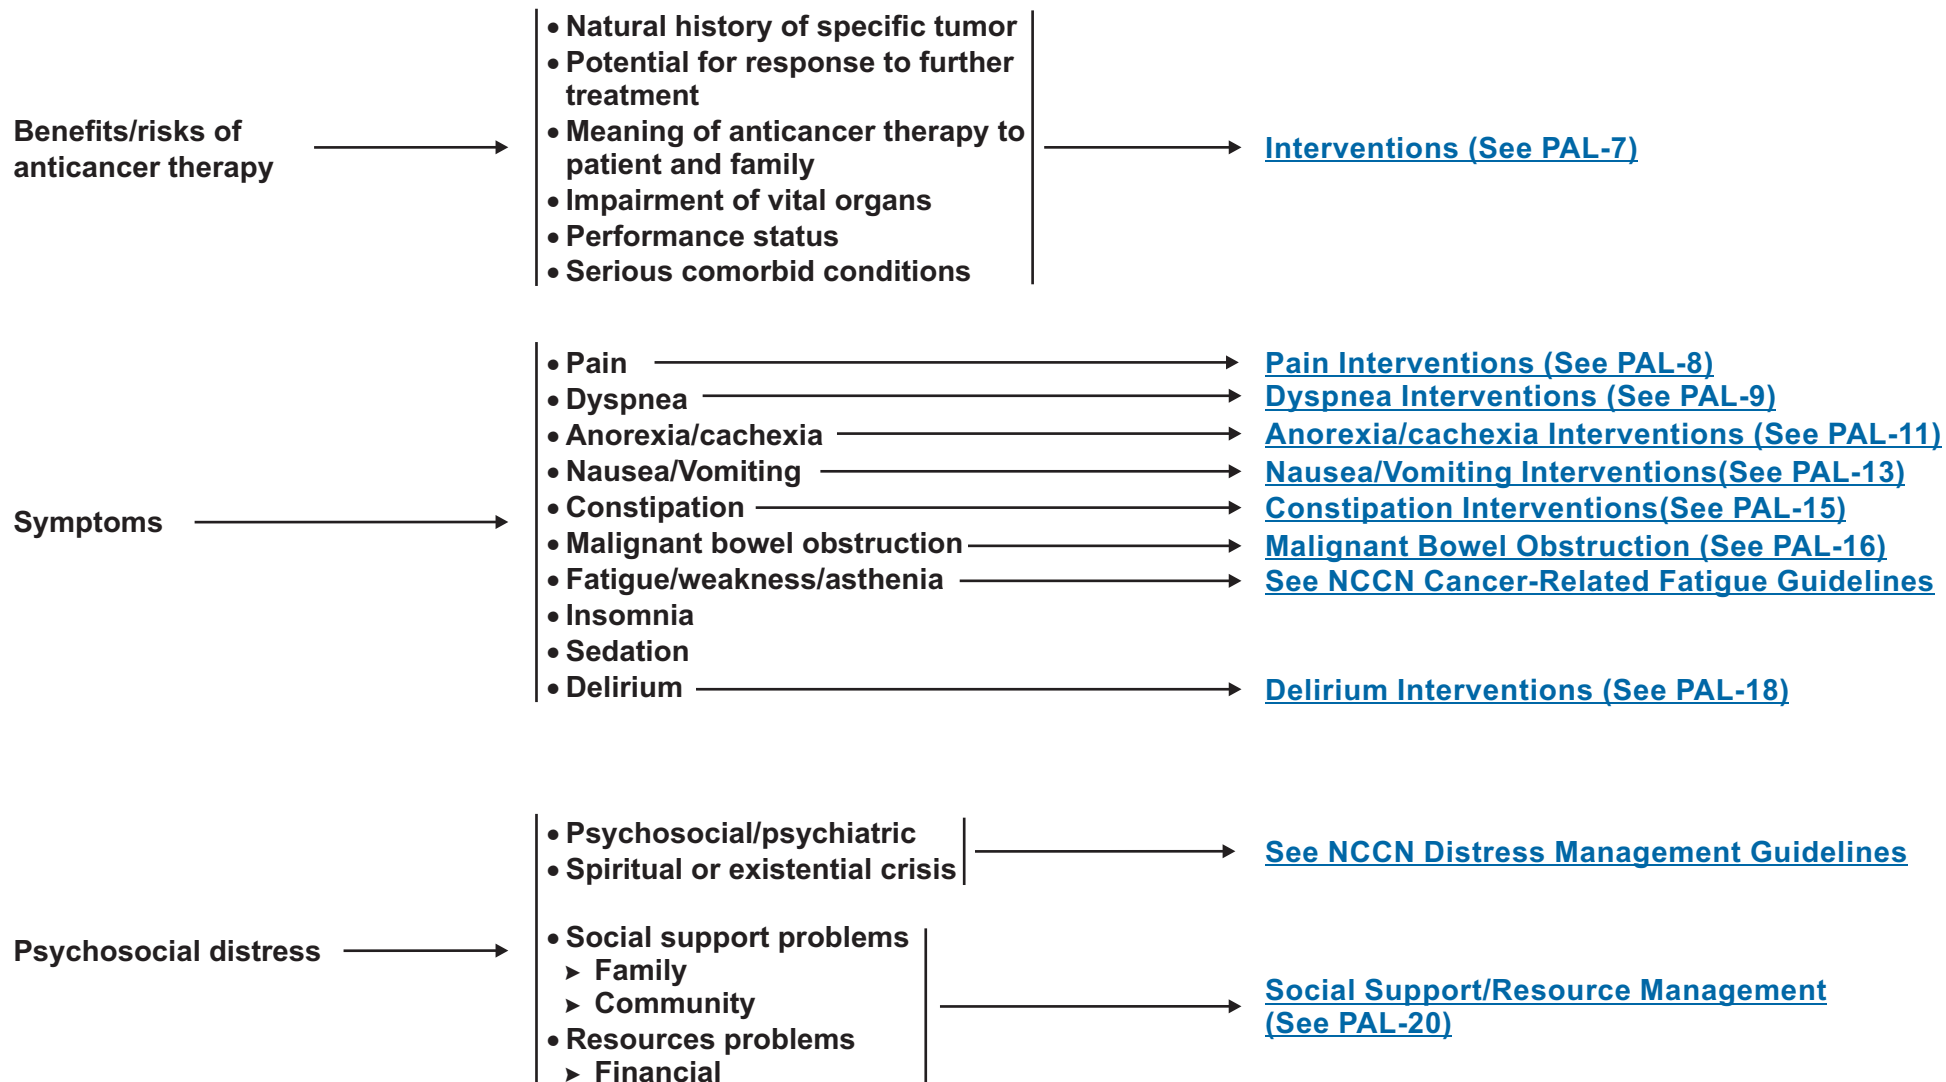 Benefits/risks of
anticancer therapy
• Natural history of specific tumor
• Potential for response to further
treatment
• Meaning of anticancer therapy to
patient and family
• Impairment of vital organs
• Performance status
• Serious comorbid conditions
Interventions (See PAL-7)
Symptoms
• Pain
Pain Interventions (See PAL-8)
• Dyspnea
Dyspnea Interventions (See PAL-9)
• Anorexia/cachexia
Anorexia/cachexia Interventions (See PAL-11)
• Nausea/Vomiting
Nausea/Vomiting Interventions(See PAL-13)
• Constipation
Constipation Interventions(See PAL-15)
• Malignant bowel obstruction
Malignant Bowel Obstruction (See PAL-16)
• Fatigue/weakness/asthenia
See NCCN Cancer-Related Fatigue Guidelines
• Insomnia
• Sedation
• Delirium
Delirium Interventions (See PAL-18)
Psychosocial distress
• Psychosocial/psychiatric
• Spiritual or existential crisis
See NCCN Distress Management Guidelines
• Social support problems
➤ Family
➤ Community
• Resources problems
➤ Financial
Social Support/Resource Management
(See PAL-20)